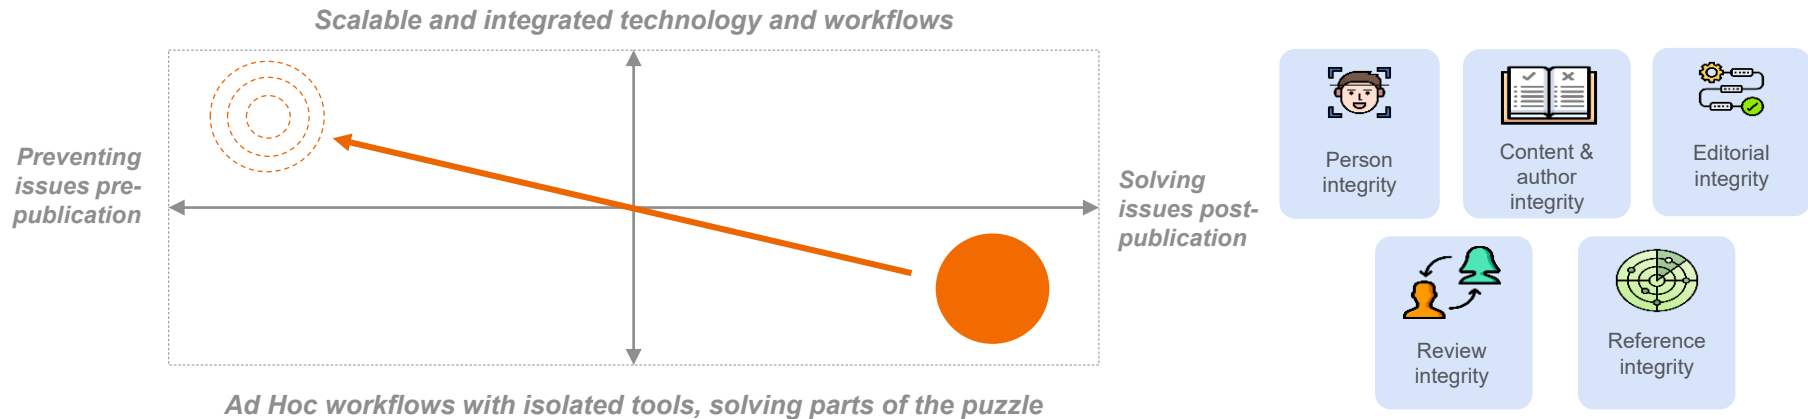 Scalable and integrated technology and workflows
Preventing
issues pre-
publication
Solving
issues post-
publication
Ad Hoc workflows with isolated tools, solving parts of the puzzle
Person
integrity
Content &
author
integrity
Editorial
integrity
Review
integrity
Reference
integrity